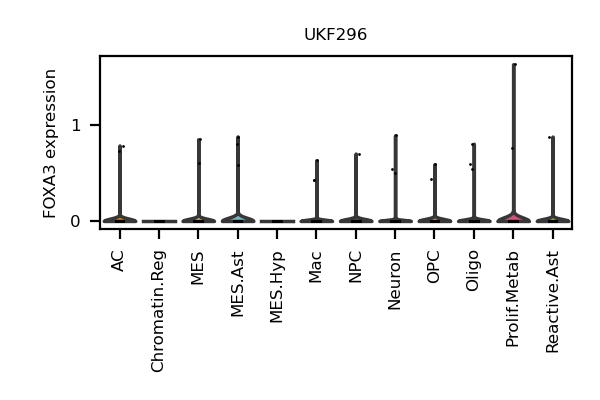 UKF296
FOXA3 expression
1
0
AC
Chromatin.Reg
MES
MES.Ast
MES.Hyp
Mac
NPC
Neuron
OPC
Oligo
Prolif.Metab
Reactive.Ast